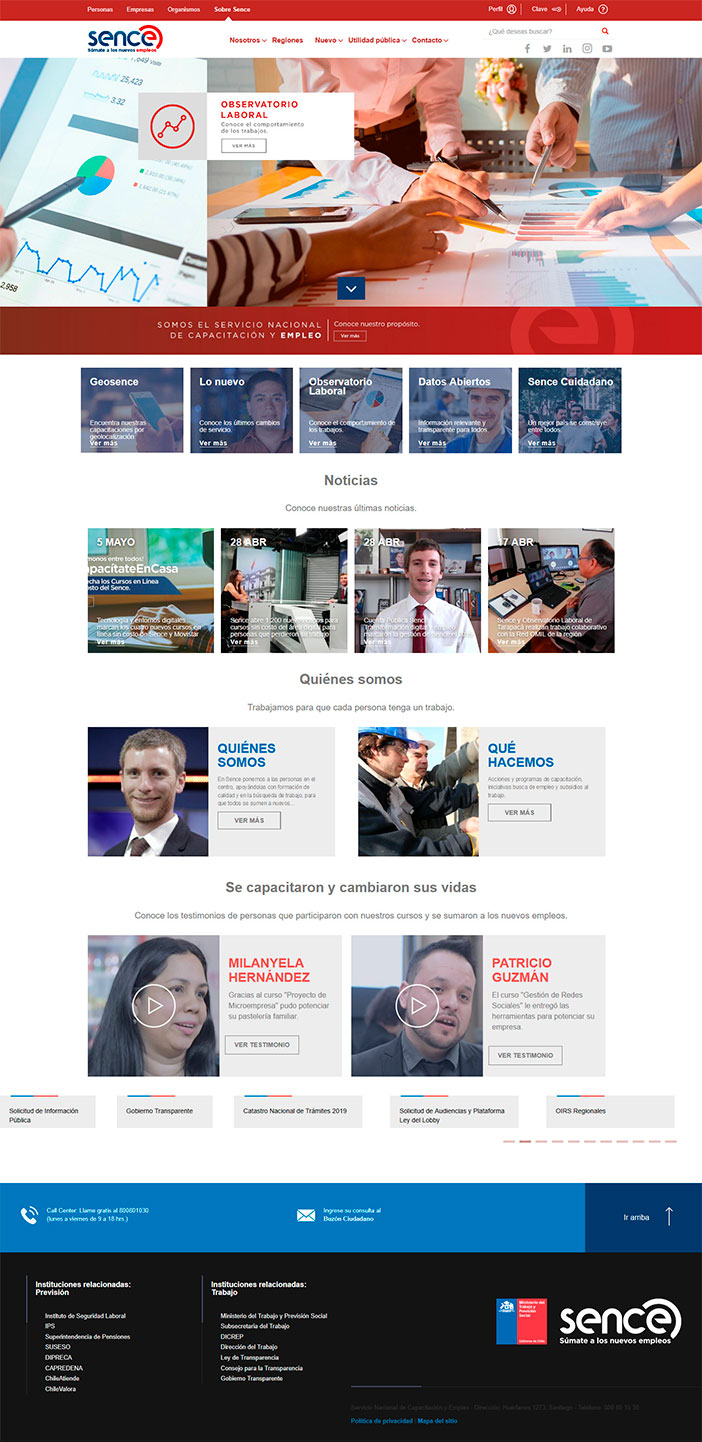 Personas Empresas Organismos Sobre Sence Perfil Clave Ayuda
sence
Súmate a los nuevos empleos
Nosotros Regiones Nuevo Utilidad pública Contacto
¿Qué deseas buscar?
25,423
3.32
2,958
OBSERVATORIO
LABORAL
Conoce el comportamiento
de los trabajos.
VER MÁS
SOMOS EL SERVICIO NACIONAL
DE CAPACITACIÓN Y EMPLEO
Conoce nuestro propósito.
Ver más
Geosence
Encuentra nuestras
capacitaciones por
geolocalización
Ver más
Lo nuevo
Conoce los últimos cambios
de servicio.
Ver más
Observatorio
Laboral
Conoce el comportamiento de
los trabajos.
Ver más
Datos Abiertos
Información relevante y
transparente para todos.
Ver más
Sence Cuidadano
Un mejor país se construye
entre todos.
Ver más
Noticias
Conoce nuestras últimas noticias.
5 MAYO
monos entre todos!
apacítateEnCasa
echa los Cursos en Línea
osto del Sence.
Tecnología y entornos digitales
marcan los cuatro nuevos cursos en
línea sin costo de Sence y Movistar
Ver más
28 ABR
Sence abre 1.200 nuevos cupos para
cursos sin costo del área digital para
personas que perdieron su trabajo
Ver más
28 ABR
Cuenta Pública Sence
Transformación digital y empleo
marcaron la gestión de Sence el
Ver más
17 ABR
Sence y Observatorio Laboral de
Tarapacá realizan trabajo colaborativo
con la Red OMIL de la región
Ver más
Quiénes somos
Trabajamos para que cada persona tenga un trabajo.
QUIÉNES
SOMOS
En Sence ponemos a las personas en el
centro, apoyándolas con formación de
calidad y en la búsqueda de trabajo, para
que todos se sumen a nuevos...
VER MÁS
QUÉ
HACEMOS
Acciones y programas de capacitación,
iniciativas busca de empleo y subsidios al
trabajo.
VER MÁS
Se capacitaron y cambiaron sus vidas
Conoce los testimonios de personas que participaron con nuestros cursos y se sumaron a los nuevos empleos.
MILANYELA
HERNÁNDEZ
Gracias al curso "Proyecto de
Microempresa" pudo potenciar
su pastelería familiar.
VER TESTIMONIO
PATRICIO
GUZMÁN
El curso "Gestión de Redes
Sociales" le entregó las
herramientas para potenciar su
empresa.
VER TESTIMONIO
Solicitud de Información
Pública
Gobierno Transparente
Catastro Nacional de Trámites 2019
Solicitud de Audiencias y Plataforma
Ley del Lobby
OIRS Regionales
Call Center: Llame gratis al 800801030
(lunes a viernes de 9 a 18 hrs.)
Ingrese su consulta al
Buzón Ciudadano
Ir arriba
Instituciones relacionadas:
Previsión
Instituto de Seguridad Laboral
IPS
Superintendencia de Pensiones
SUSESO
DIPRECA
CAPREDENA
ChileAtiende
ChileValora
Instituciones relacionadas:
Trabajo
Ministerio del Trabajo y Previsión Social
Subsecretaria del Trabajo
DICREP
Dirección del Trabajo
Ley de Transparencia
Consejo para la Transparencia
Gobierno Transparente
Ministerio del
Trabajo y
Previsión
Social
Gobierno de Chile
sence
Súmate a los nuevos empleos
Servicio Nacional de Capacitación y Empleo - Dirección: Huérfanos 1273, Santiago - Teléfono:
Política de privacidad | Mapa del sitio